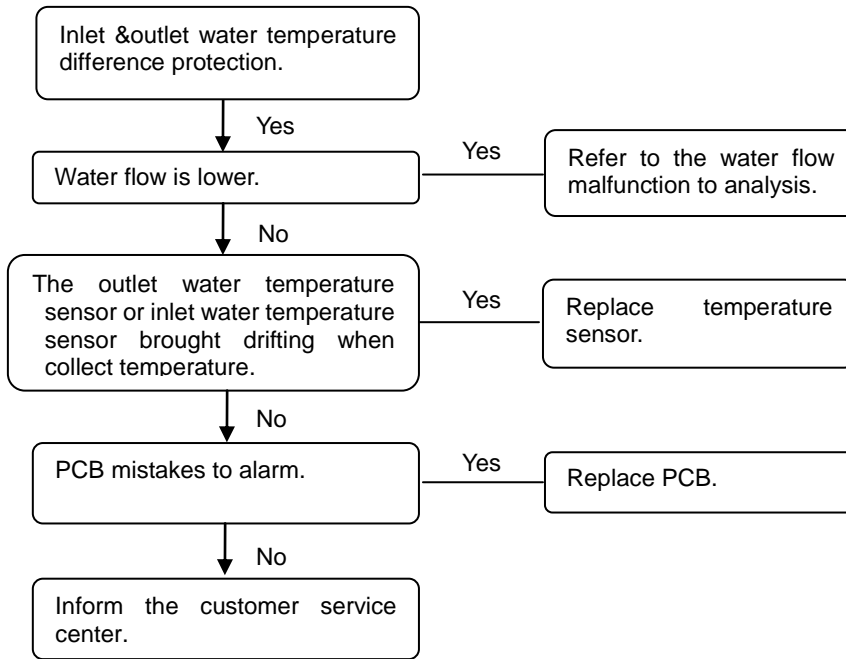 Inlet &outlet water temperature
difference protection.
Yes
Water flow is lower.
Yes
Refer to the water flow
malfunction to analysis.
No
The outlet water temperature
sensor or inlet water temperature
sensor brought drifting when
collect temperature.
Yes
Replace temperature
sensor.
No
PCB mistakes to alarm.
Yes
Replace PCB.
No
Inform the customer service
center.